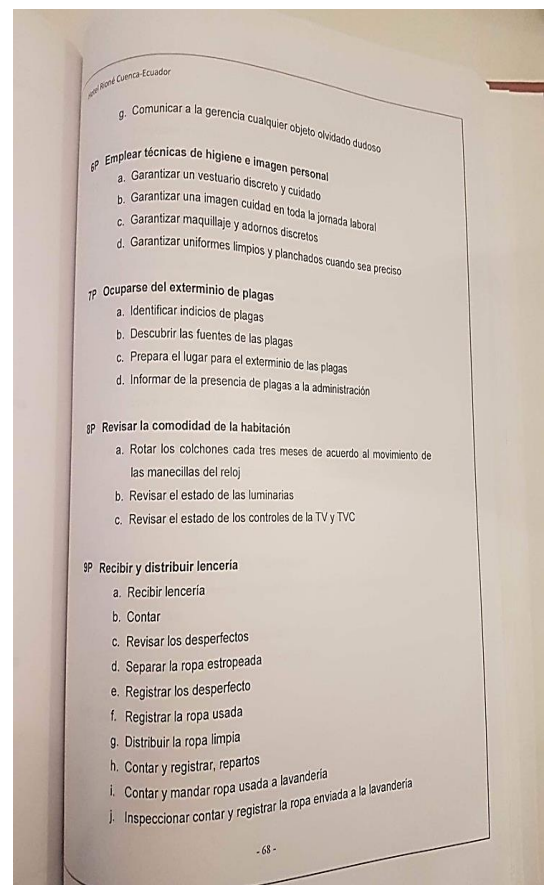 Hotel Rioné Cuenca-Ecuador
g. Comunicar a la gerencia cualquier objeto olvidado dudoso
6P Emplear técnicas de higiene e imagen personal
a. Garantizar un vestuario discreto y cuidado
b. Garantizar una imagen cuidad en toda la jornada laboral
c. Garantizar maquillaje y adornos discretos
d. Garantizar uniformes limpios y planchados cuando sea preciso
7P Ocuparse del exterminio de plagas
a. Identificar indicios de plagas
b. Descubrir las fuentes de las plagas
c. Prepara el lugar para el exterminio de las plagas
d. Informar de la presencia de plagas a la administración
8P Revisar la comodidad de la habitación
a. Rotar los colchones cada tres meses de acuerdo al movimiento de
las manecillas del reloj
b. Revisar el estado de las luminarias
c. Revisar el estado de los controles de la TV y TVC
9P Recibir y distribuir lencería
a. Recibir lencería
b. Contar
c. Revisar los desperfectos
d. Separar la ropa estropeada
e. Registrar los desperfecto
f. Registrar la ropa usada
g. Distribuir la ropa limpia
h. Contar y registrar, repartos
i. Contar y mandar ropa usada a lavandería
j. Inspeccionar contar y registrar la ropa enviada a la lavandería
- 68 -